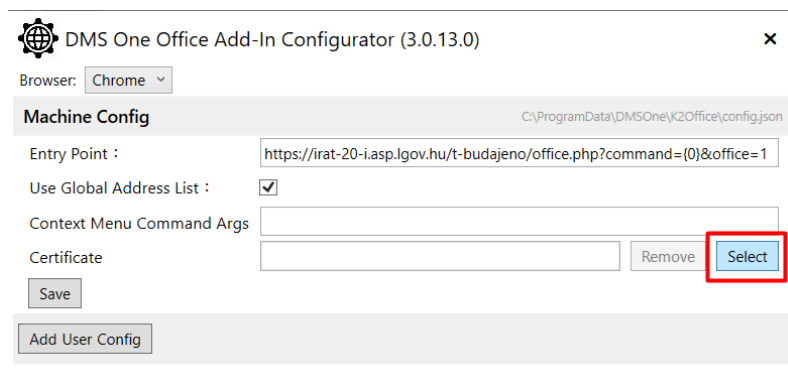 DMS One Office Add-In Configurator (3.0.13.0)
Browser: Chrome
Machine Config C:\ProgramData\DMSOne\K2Office\config.json
Entry Point : https://irat-20-i.asp.lgov.hu/t-budajeno/office.php?command={0}&office=1
Use Global Address List :
Context Menu Command Args
Certificate Remove Select
Save
Add User Config